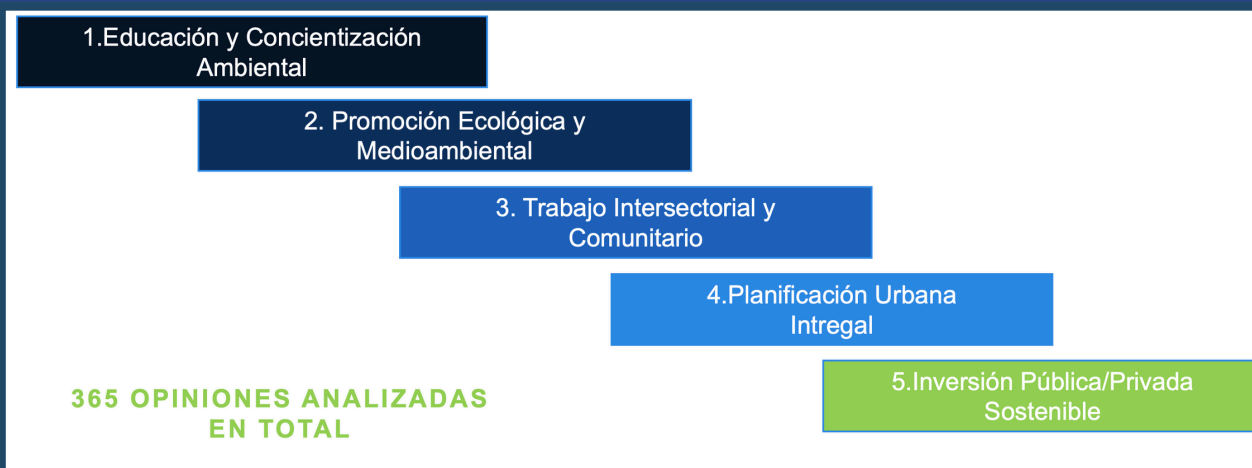 1.Educación y Concientización
Ambiental
2. Promoción Ecológica y
Medioambiental
3. Trabajo Intersectorial y
Comunitario
4.Planificación Urbana
Intregal
5.Inversión Pública/Privada
Sostenible
365 OPINIONES ANALIZADAS
EN TOTAL